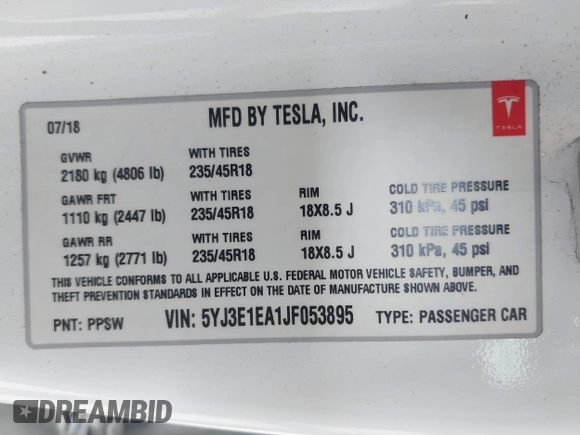 07/18
MFD BY TESLA, INC.
TESLA
GVWR WITH TIRES
2180 kg (4806 lb) 235/45R18
GAWR FRT WITH TIRES RIM COLD TIRE PRESSURE
1110 kg (2447 lb) 235/45R18 18X8.5 J 310 kPa, 45 psi
GAWR RR WITH TIRES RIM COLD TIRE PRESSURE
1257 kg (2771 lb) 235/45R18 18X8.5 J 310 kPa, 45 psi
THIS VEHICLE CONFORMS TO ALL APPLICABLE U.S. FEDERAL MOTOR VEHICLE SAFETY, BUMPER, AND
THEFT PREVENTION STANDARDS IN EFFECT ON THE DATE OF MANUFACTURE SHOWN ABOVE.
PNT: PPSW VIN: 5YJ3E1EA1JF053895 TYPE: PASSENGER CAR
DREAMBID